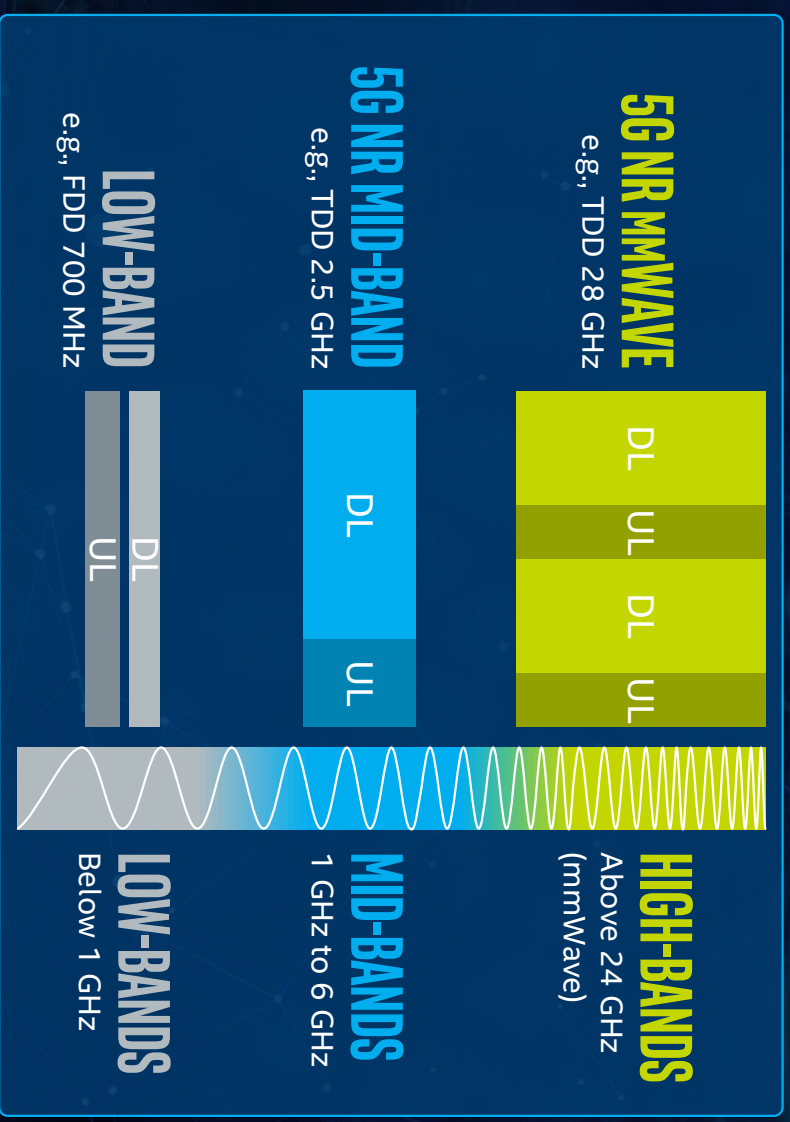 5G NR MMWAVE
e.g., TDD 28 GHz
DL
UL
DL
UL
HIGH-BANDS
Above 24 GHz
(mmWave)
5G NR MID-BAND
e.g., TDD 2.5 GHz
DL
UL
MID-BANDS
1 GHz to 6 GHz
LOW-BAND
e.g., FDD 700 MHz
DL
UL
LOW-BANDS
Below 1 GHz